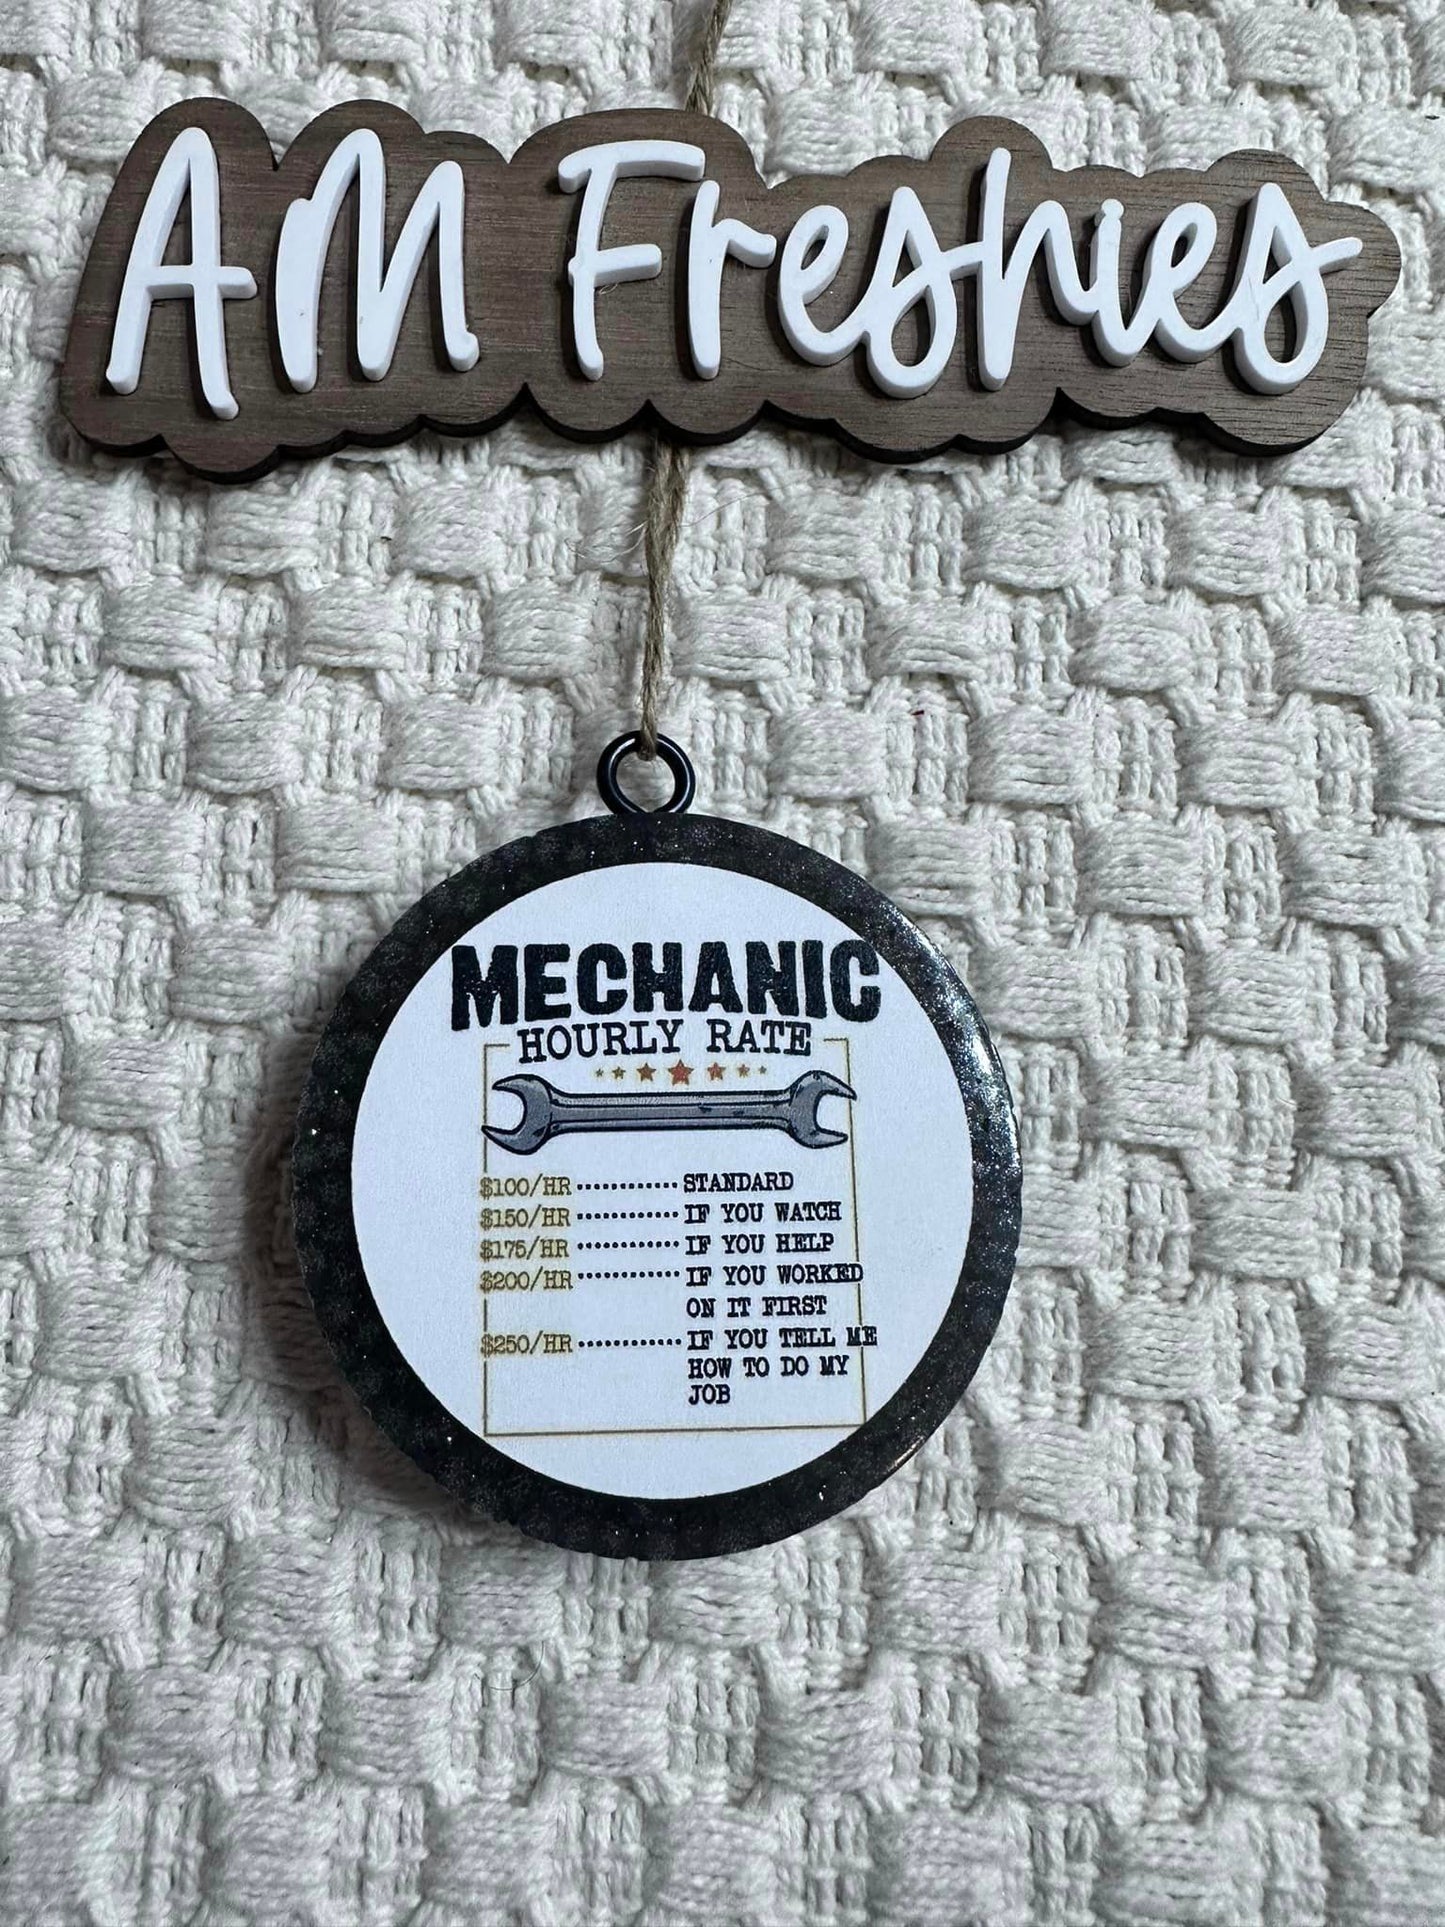 AM Freshies
MECHANIC
HOURLY RATE
$100/HR ............ STANDARD
$150/HR ............ IF YOU WATCH
$175/HR ............ IF YOU HELP
$200/HR ............ IF YOU WORKED
ON IT FIRST
$250/HR ............ IF YOU TELL ME
HOW TO DO MY
JOB